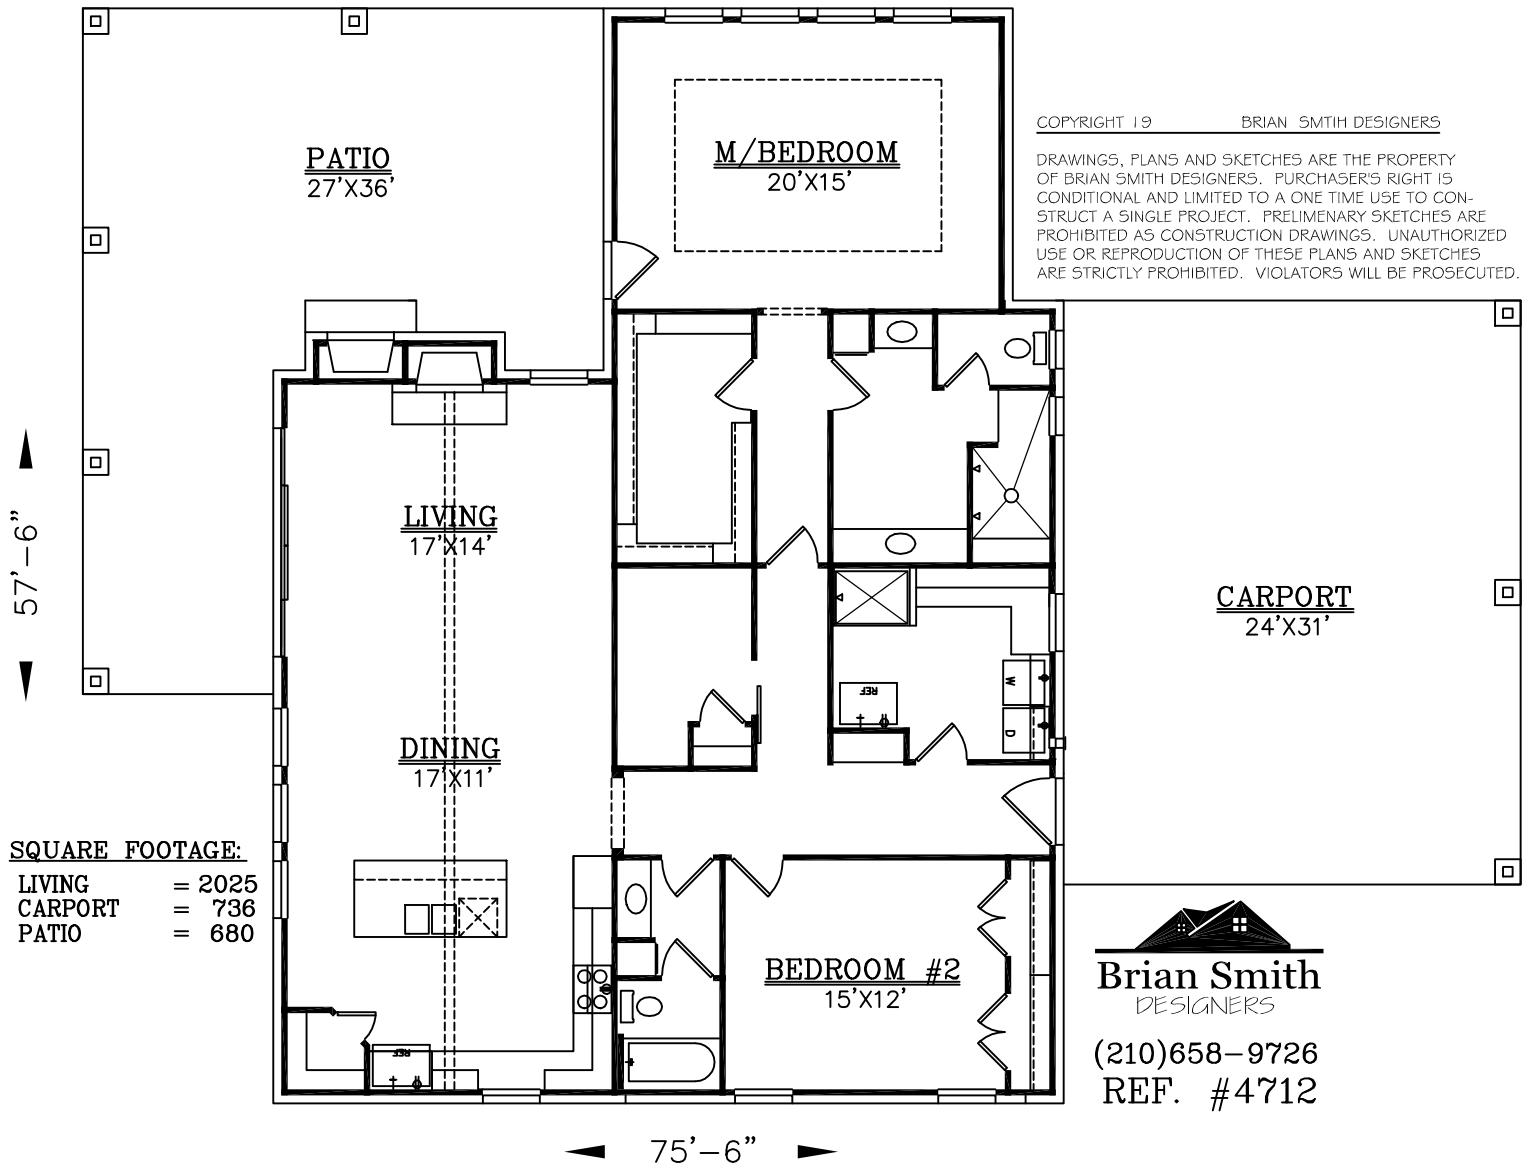 PATIO
27'X36'
M/BEDROOM
20'X15'
COPYRIGHT 19 BRIAN SMTIH DESIGNERS
DRAWINGS, PLANS AND SKETCHES ARE THE PROPERTY
OF BRIAN SMITH DESIGNERS. PURCHASER'S RIGHT IS
CONDITIONAL AND LIMITED TO A ONE TIME USE TO CON-
STRUCT A SINGLE PROJECT. PRELIMENARY SKETCHES ARE
PROHIBITED AS CONSTRUCTION DRAWINGS. UNAUTHORIZED
USE OR REPRODUCTION OF THESE PLANS AND SKETCHES
ARE STRICTLY PROHIBITED. VIOLATORS WILL BE PROSECUTED.
57'-6"
LIVING
17'X14'
CARPORT
24'X31'
REF
W
D
DINING
17'X11'
SQUARE FOOTAGE:
LIVING = 2025
CARPORT = 736
PATIO = 680
BEDROOM #2
15'X12'
REF
Brian Smith
DESIGNERS
(210)658-9726
REF. #4712
75'-6"